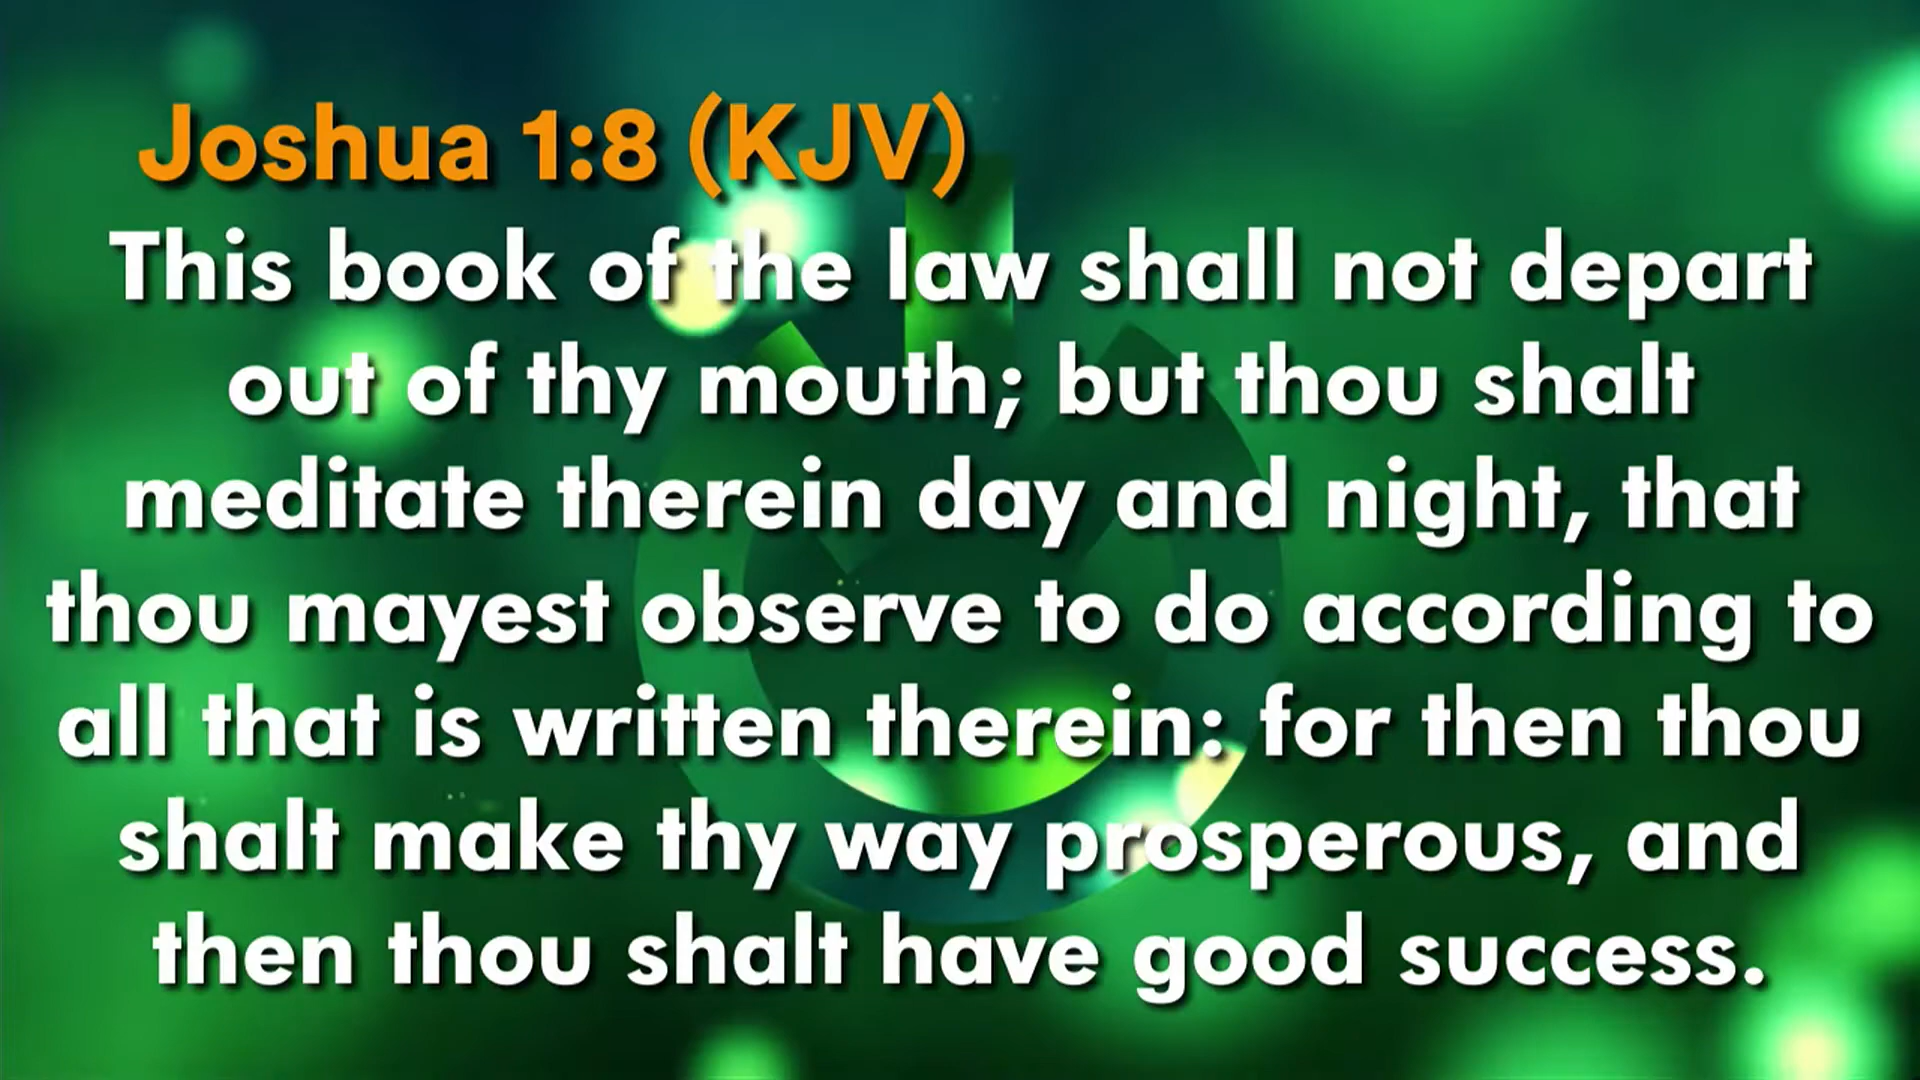 Joshua 1:8 (KJV)
This book of the law shall not depart
out of thy mouth; but thou shalt
meditate therein day and night, that
thou mayest observe to do according to
all that is written therein: for then thou
shalt make thy way prosperous, and
then thou shalt have good success.